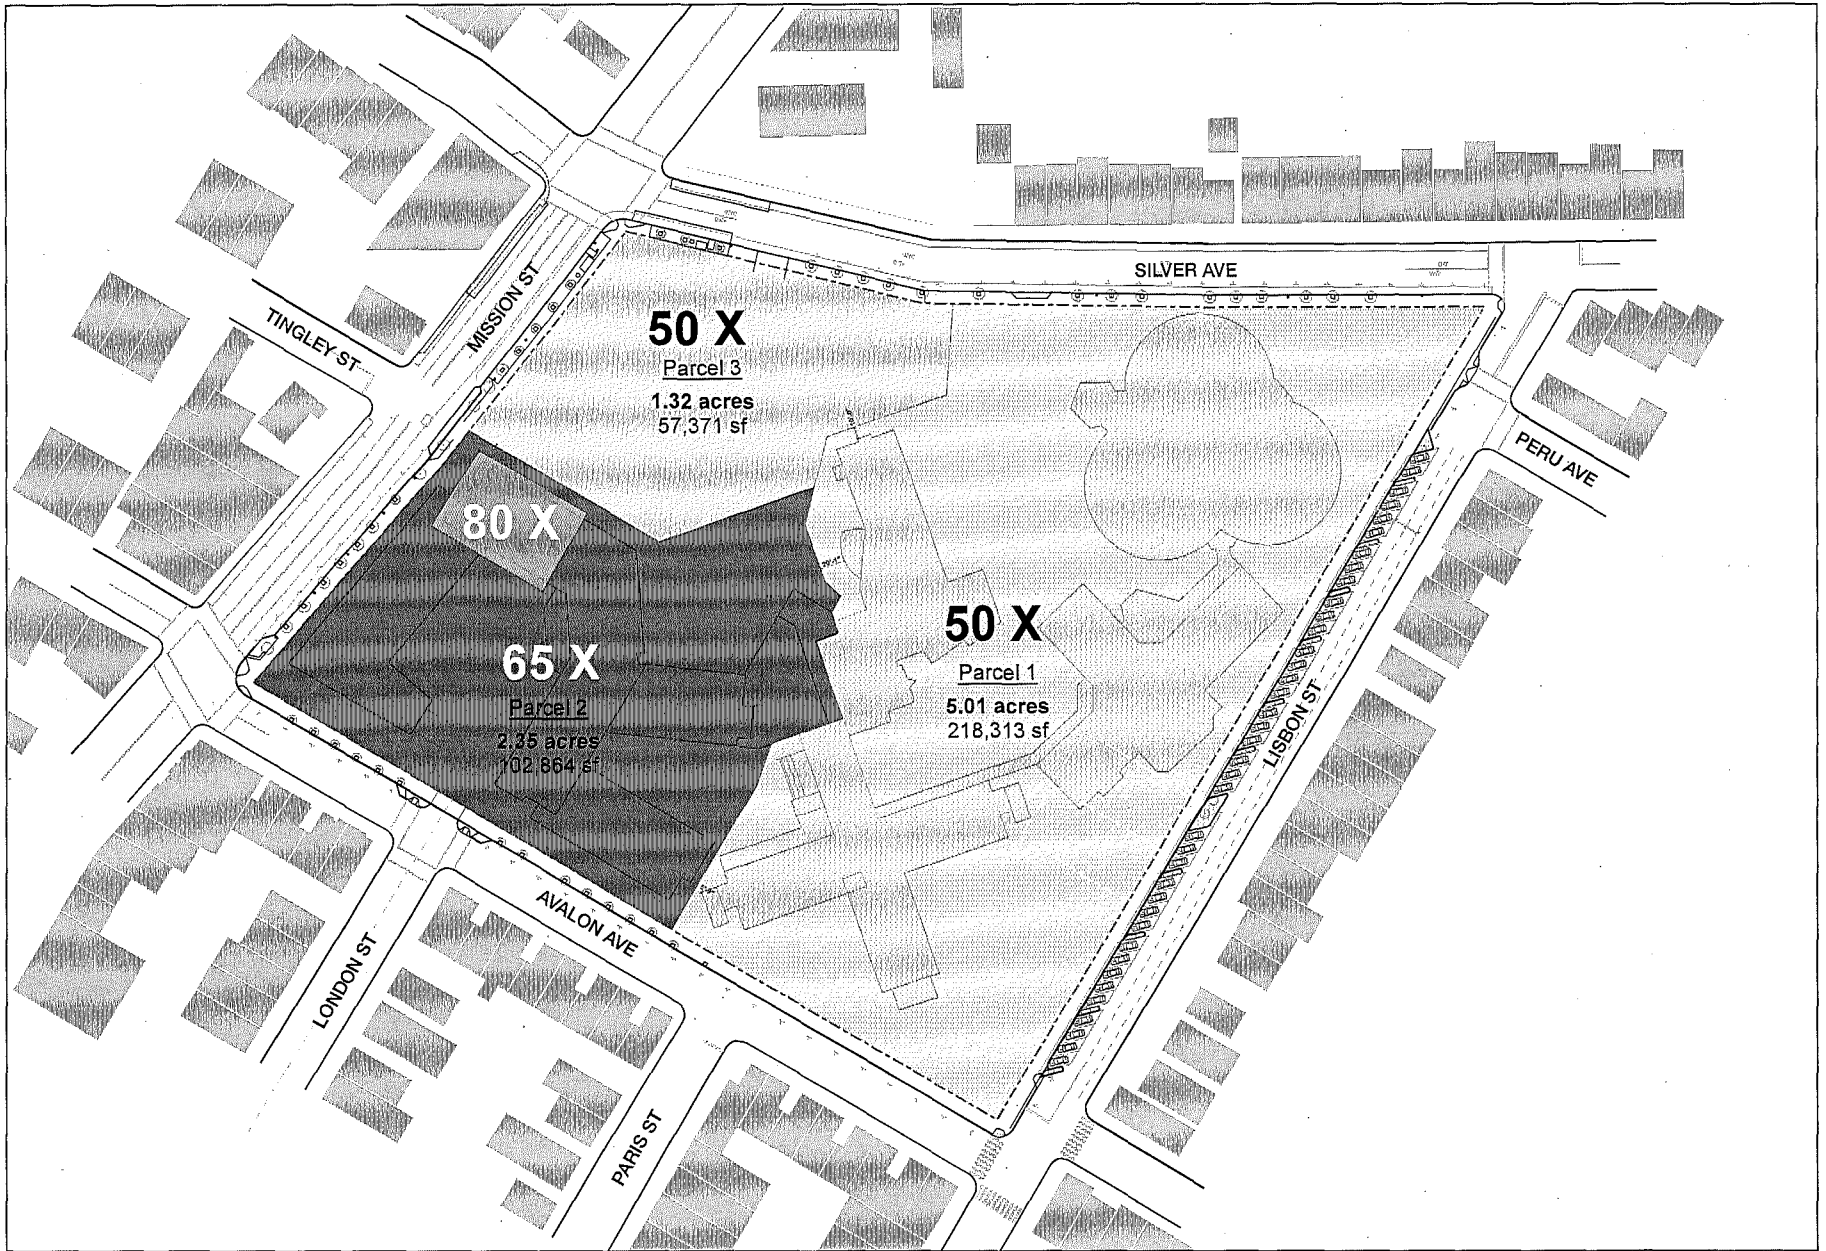 SILVER AVE
MISSION ST
TINGLEY ST
50 X
Parcel 3
1.32 acres
57,371 sf
PERU AVE
80 X
65 X
Parcel 2
2.35 acres
102,864 sf
50 X
Parcel 1
5.01 acres
218,313 sf
LISBON ST
AVALON AVE
LONDON ST
PARIS ST